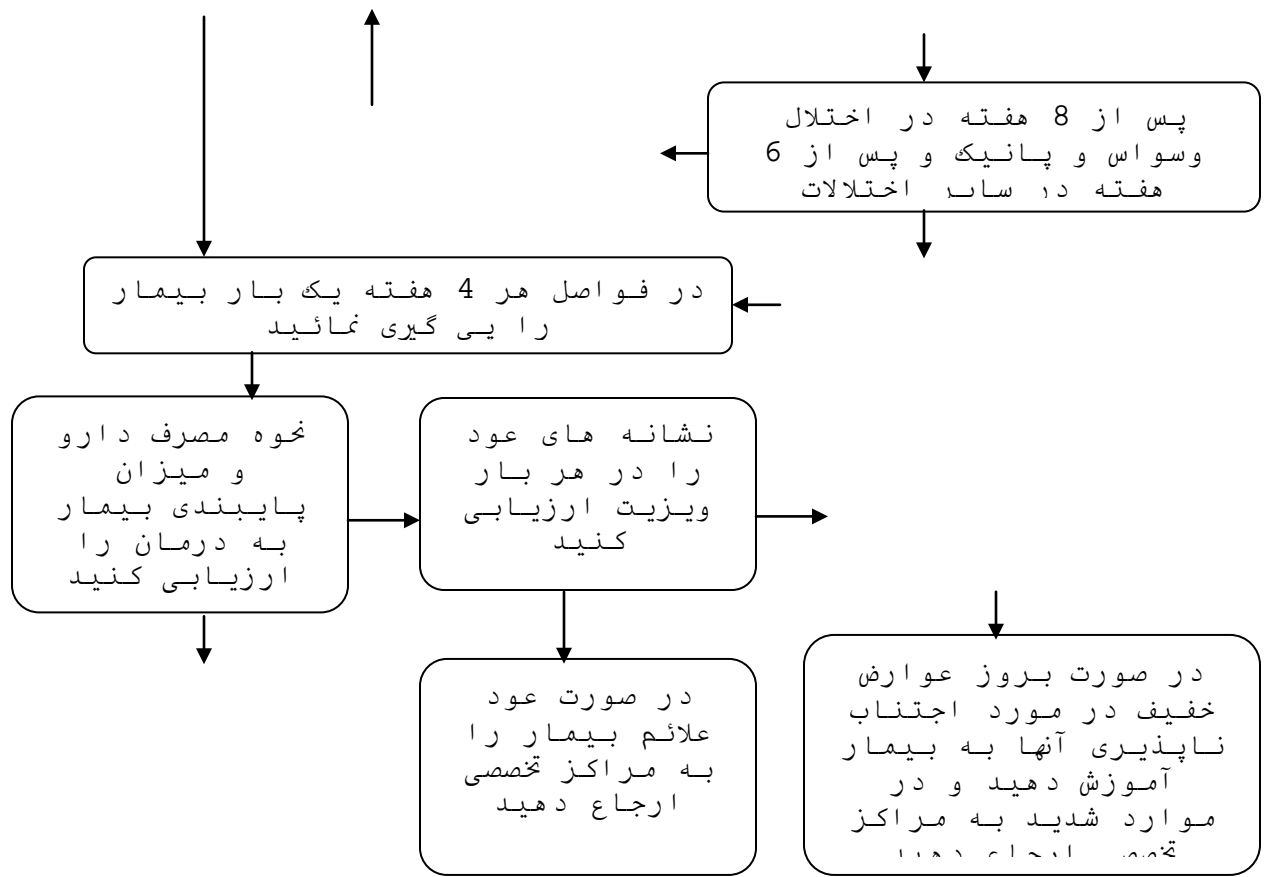 پس از 8 هفته در اختلال
وسواس و پانیک و پس از 6
هفته در سایر اختلالات
در فواصل هر 4 هفته یک بار بیمار
را پی گیری نمائید
نحوه مصرف دارو
و میزان
پایبندی بیمار
به درمان را
ارزیابی کنید
نشانه های عود
را در هر بار
ویزیت ارزیابی
کنید
در صورت عود
علائم بیمار را
به مراکز تخصصی
ارجاع دهید
در صورت بروز عوارض
خفیف در مورد اجتناب
ناپذیری آنها به بیمار
آموزش دهید و در
موارد شدید به مراکز
تخصصی ارجاع دهید